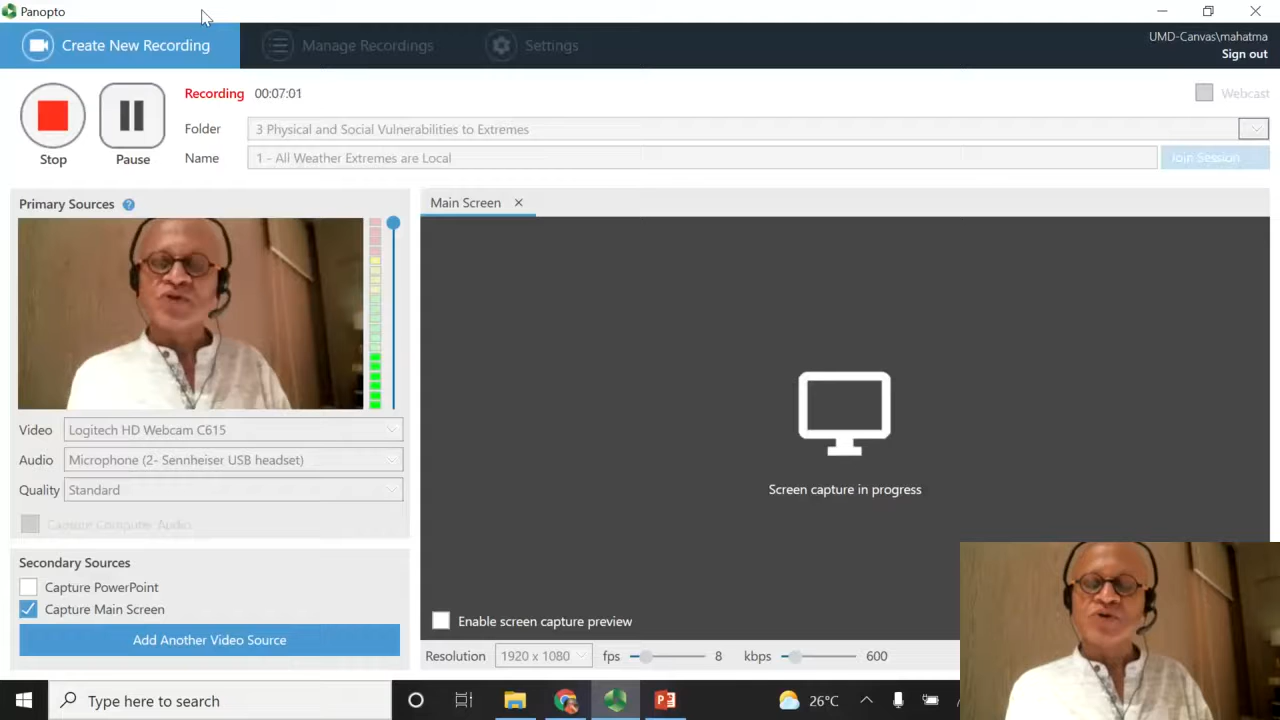 Panopto
Create New Recording
Manage Recordings
Settings
UMD-Canvas\mahatma
Sign out
Recording 00:07:01
Webcast
Folder 3 Physical and Social Vulnerabilities to Extremes
Stop Pause
Name 1 - All Weather Extremes are Local
Join Session
Primary Sources ?
Main Screen
Video Logitech HD Webcam C615
Audio Microphone (2- Sennheiser USB headset)
Quality Standard
Capture Computer Audio
Screen capture in progress
Secondary Sources
Capture PowerPoint
Capture Main Screen
Add Another Video Source
Enable screen capture preview
Resolution 1920 x 1080 fps 8 kbps 600
Type here to search
26°C